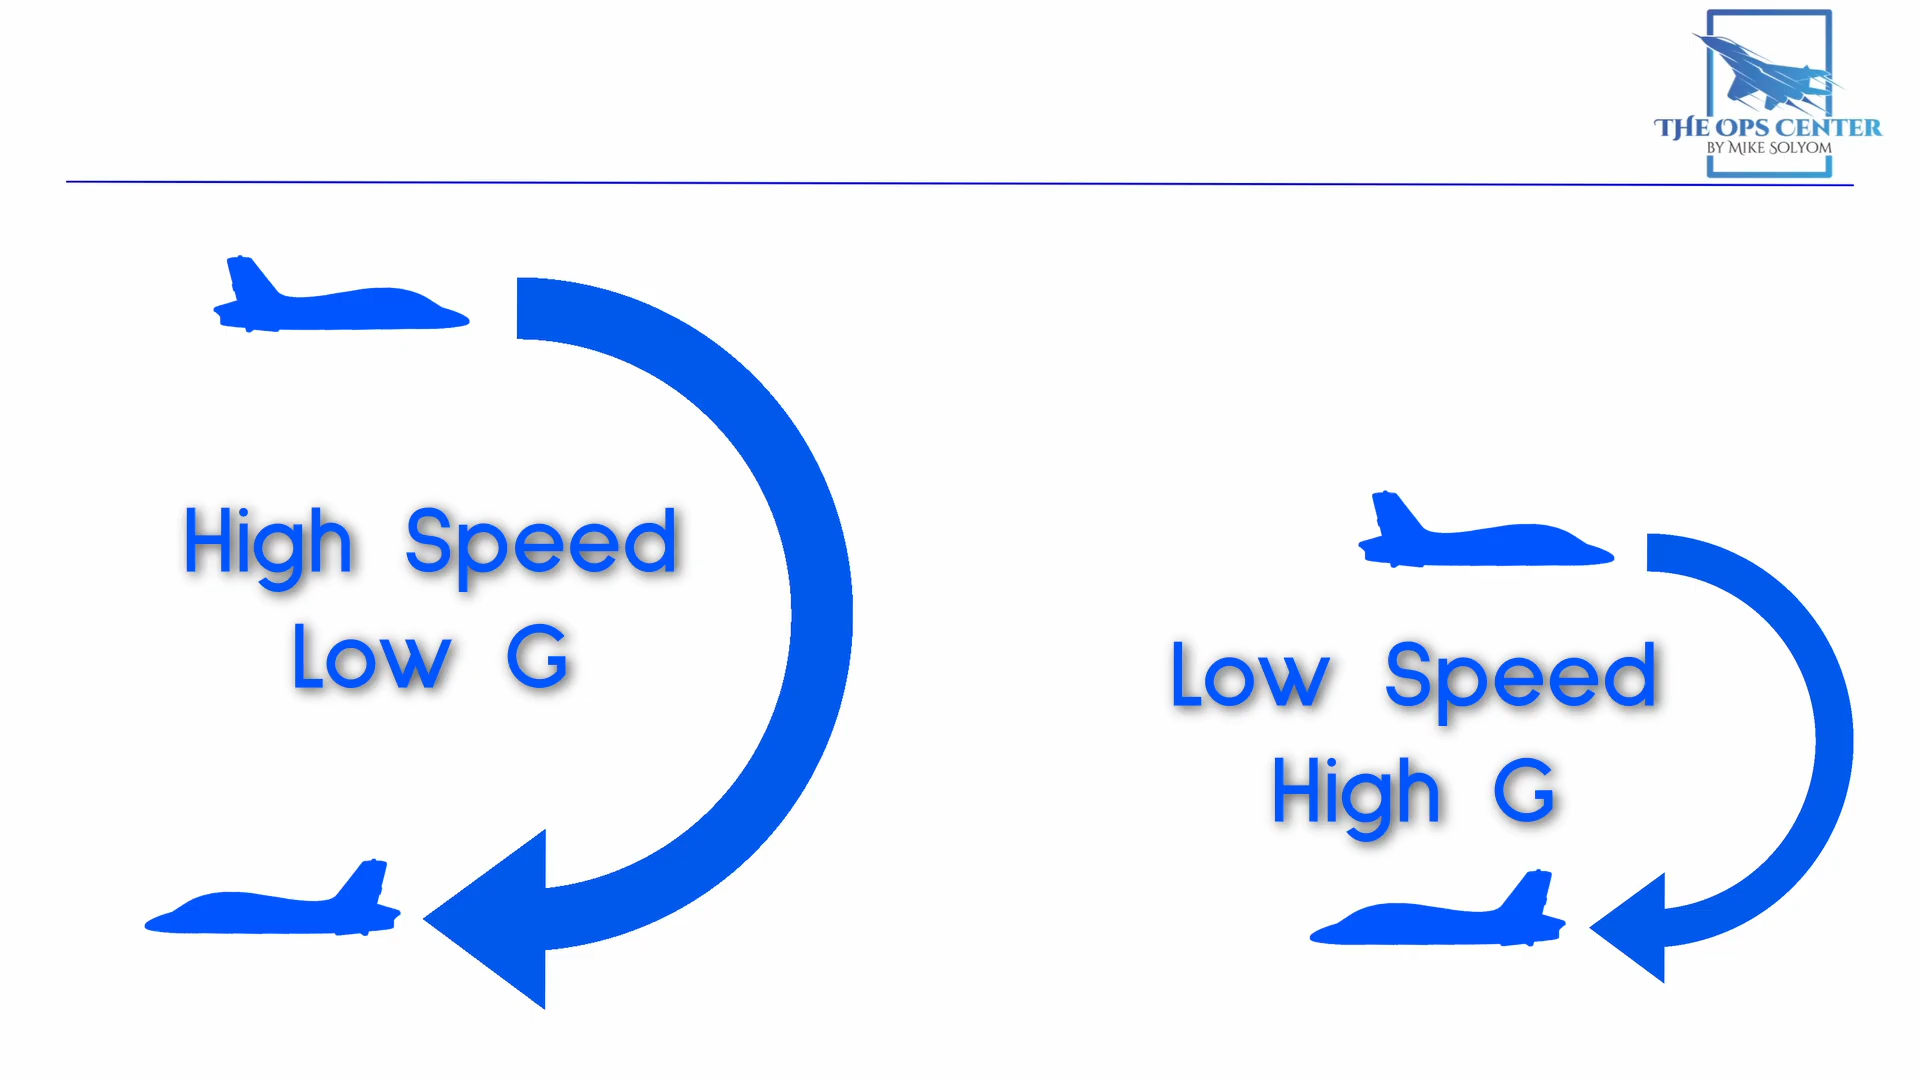 THE OPS CENTER
BY MIKE SOLYOM
High Speed
Low G
Low Speed
High G